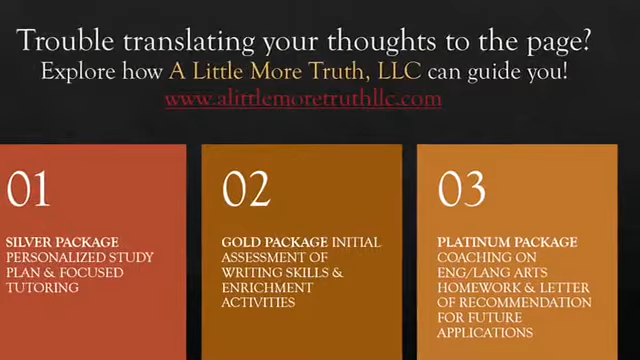 Trouble translating your thoughts to the page?
Explore how A Little More Truth, LLC can guide you!
www.alittlemoretruthllc.com
01
SILVER PACKAGE
PERSONALIZED STUDY
PLAN & FOCUSED
TUTORING
02
GOLD PACKAGE INITIAL
ASSESSMENT OF
WRITING SKILLS &
ENRICHMENT
ACTIVITIES
03
PLATINUM PACKAGE
COACHING ON
ENG/LANG ARTS
HOMEWORK & LETTER
OF RECOMMENDATION
FOR FUTURE
APPLICATIONS